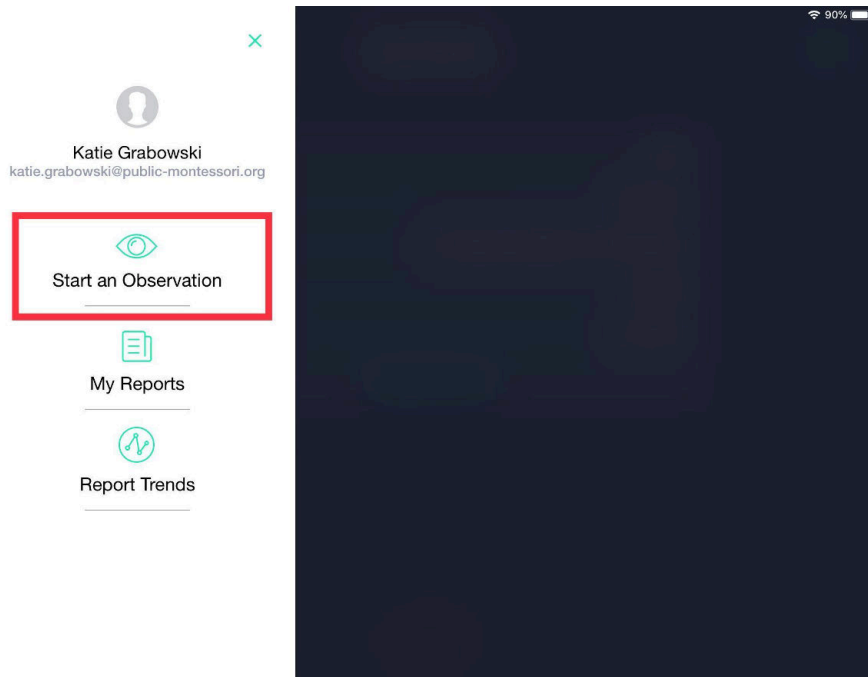 90%
Katie Grabowski
katie.grabowski@public-montessori.org
Start an Observation
My Reports
Report Trends